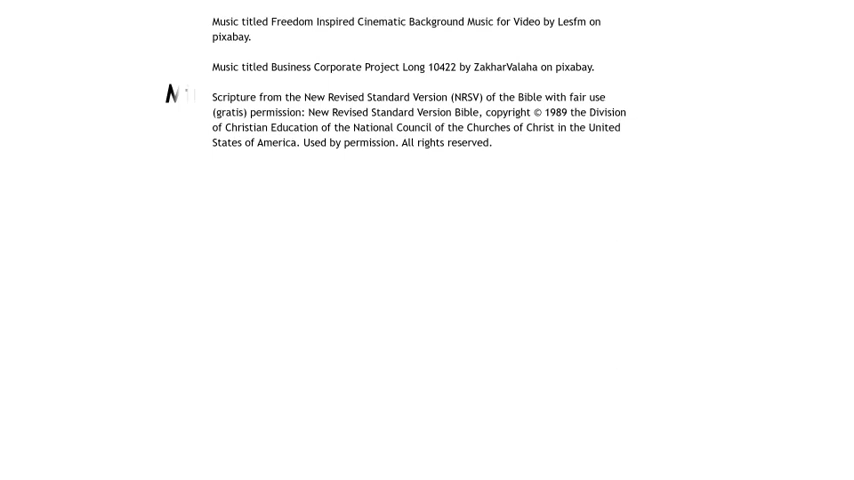 Music titled Freedom Inspired Cinematic Background Music for Video by Lesfm on
pixabay.
Music titled Business Corporate Project Long 10422 by ZakharValaha on pixabay.
Scripture from the New Revised Standard Version (NRSV) of the Bible with fair use
(gratis) permission: New Revised Standard Version Bible, copyright © 1989 the Division
of Christian Education of the National Council of the Churches of Christ in the United
States of America. Used by permission. All rights reserved.